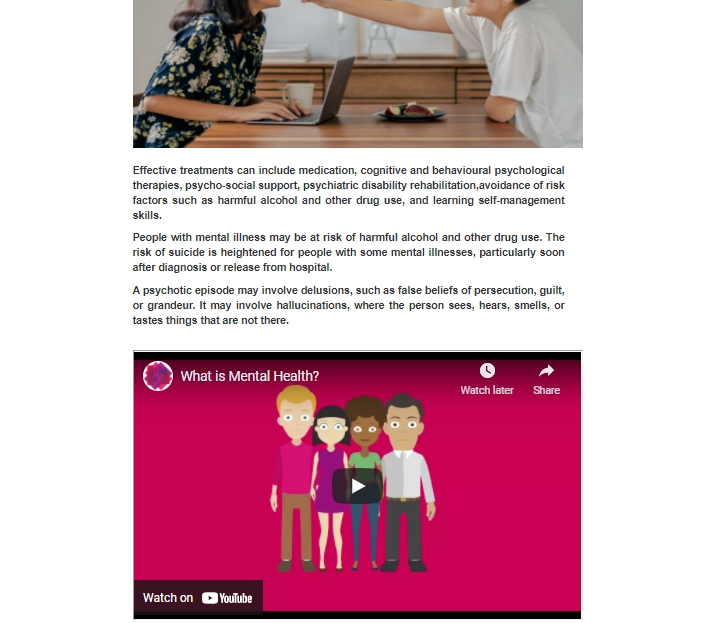 Effective treatments can include medication, cognitive and behavioural psychological
therapies, psycho-social support, psychiatric disability rehabilitation,avoidance of risk
factors such as harmful alcohol and other drug use, and learning self-management
skills.
People with mental illness may be at risk of harmful alcohol and other drug use. The
risk of suicide is heightened for people with some mental illnesses, particularly soon
after diagnosis or release from hospital.
A psychotic episode may involve delusions, such as false beliefs of persecution, guilt,
or grandeur. It may involve hallucinations, where the person sees, hears, smells, or
tastes things that are not there.
What is Mental Health?
Watch later
Share
Watch on YouTube